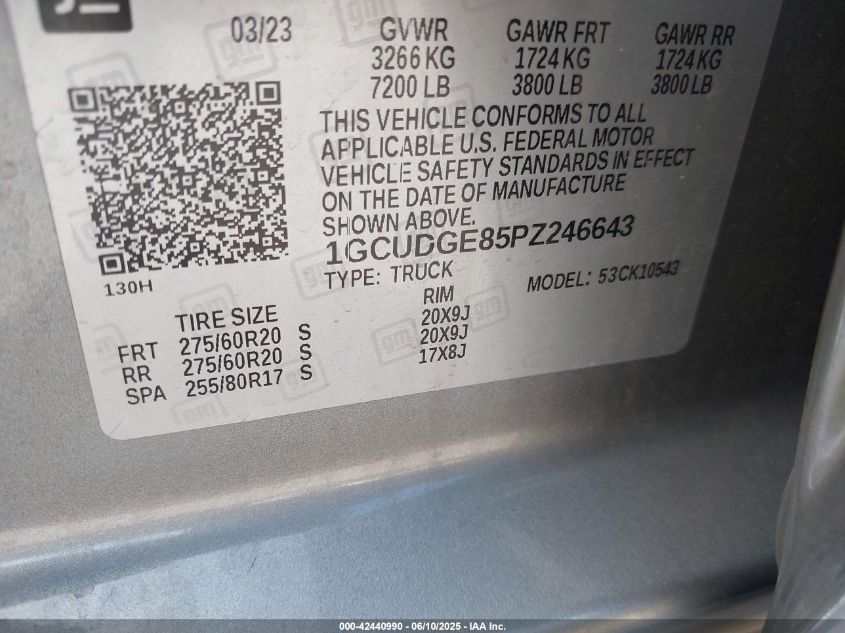 03/23 GVWR GAWR FRT GAWR RR
3266 KG 1724 KG 1724 KG
7200 LB 3800 LB 3800 LB
THIS VEHICLE CONFORMS TO ALL
APPLICABLE U.S. FEDERAL MOTOR
VEHICLE SAFETY STANDARDS IN EFFECT
ON THE DATE OF MANUFACTURE
SHOWN ABOVE.
1GCUDGE85PZ246643
TYPE: TRUCK MODEL: 53CK10543
130H
TIRE SIZE RIM
FRT 275/60R20 S 20X9J
RR 275/60R20 S 20X9J
SPA 255/80R17 S 17X8J
gm
000-42440990 - 06/10/2025 - IAA Inc.